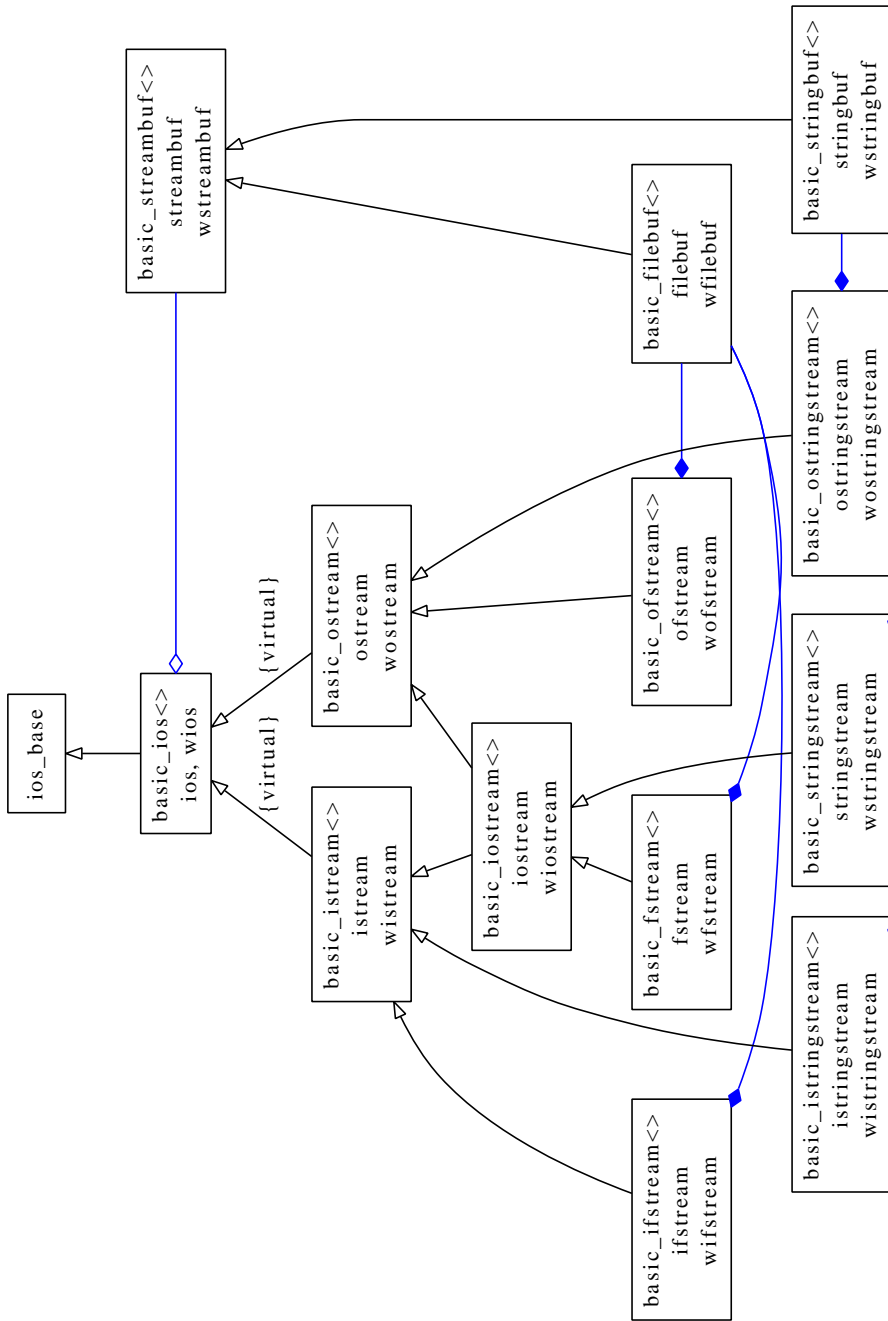 ios_base
basic_ios<>
ios, wios
{virtual}
{virtual}
basic_streambuf<>
streambuf
wstreambuf
basic_istream<>
istream
wistream
basic_ostream<>
ostream
wostream
basic_iostream<>
iostream
wiostream
basic_ifstream<>
ifstream
wifstream
basic_fstream<>
fstream
wfstream
basic_ofstream<>
ofstream
wofstream
basic_filebuf<>
filebuf
wfilebuf
basic_istringstream<>
istringstream
wistringstream
basic_stringstream<>
stringstream
wstringstream
basic_ostringstream<>
ostringstream
wostringstream
basic_stringbuf<>
stringbuf
wstringbuf